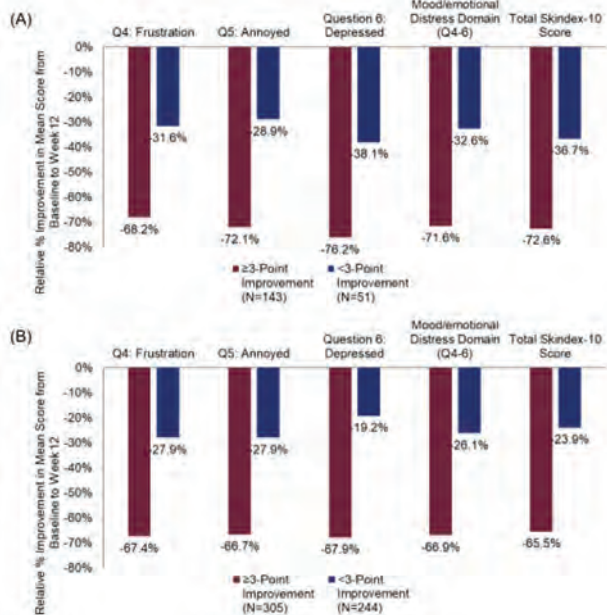 (A)
Relative % Improvement in Mean Score from
Baseline to Week 12
Q4: Frustration
Q5: Annoyed
Question 6:
Depressed
Mood/emotional
Distress Domain
(Q4-6)
Total Skindex-10
Score
0%
-10%
-20%
-30%
-40%
-50%
-60%
-70%
-80%
-68.2%
-31.6%
-72.1%
-28.9%
-76.2%
-38.1%
-71.6%
-32.6%
-72.6%
-36.7%
≥3-Point
Improvement
(N=143)
<3-Point
Improvement
(N=51)
(B)
Relative % Improvement in Mean Score from
Baseline to Week 12
Q4: Frustration
Q5: Annoyed
Question 6:
Depressed
Mood/emotional
Distress Domain
(Q4-6)
Total Skindex-10
Score
0%
-10%
-20%
-30%
-40%
-50%
-60%
-70%
-80%
-67.4%
-27.9%
-66.7%
-27.9%
-67.9%
-19.2%
-66.9%
-26.1%
-65.5%
-23.9%
≥3-Point
Improvement
(N=305)
<3-Point
Improvement
(N=244)